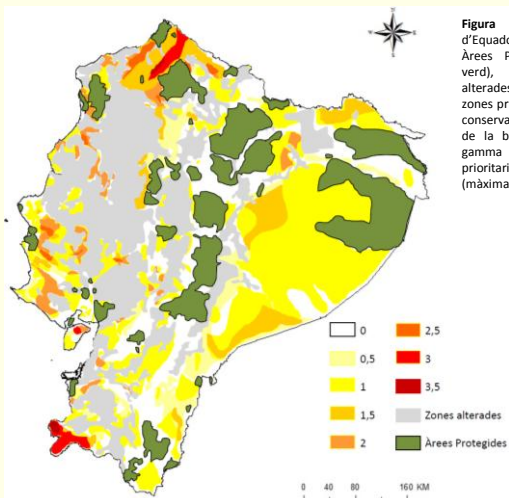 Figura
d'Equado
Àrees P
verd),
alterades
zones pr
conserva
de la b
gamma
prioritari
(màxima
0
0,5
1
1,5
2
2,5
3
3,5
Zones alterades
Àrees Protegides
0 40 80 160 KM